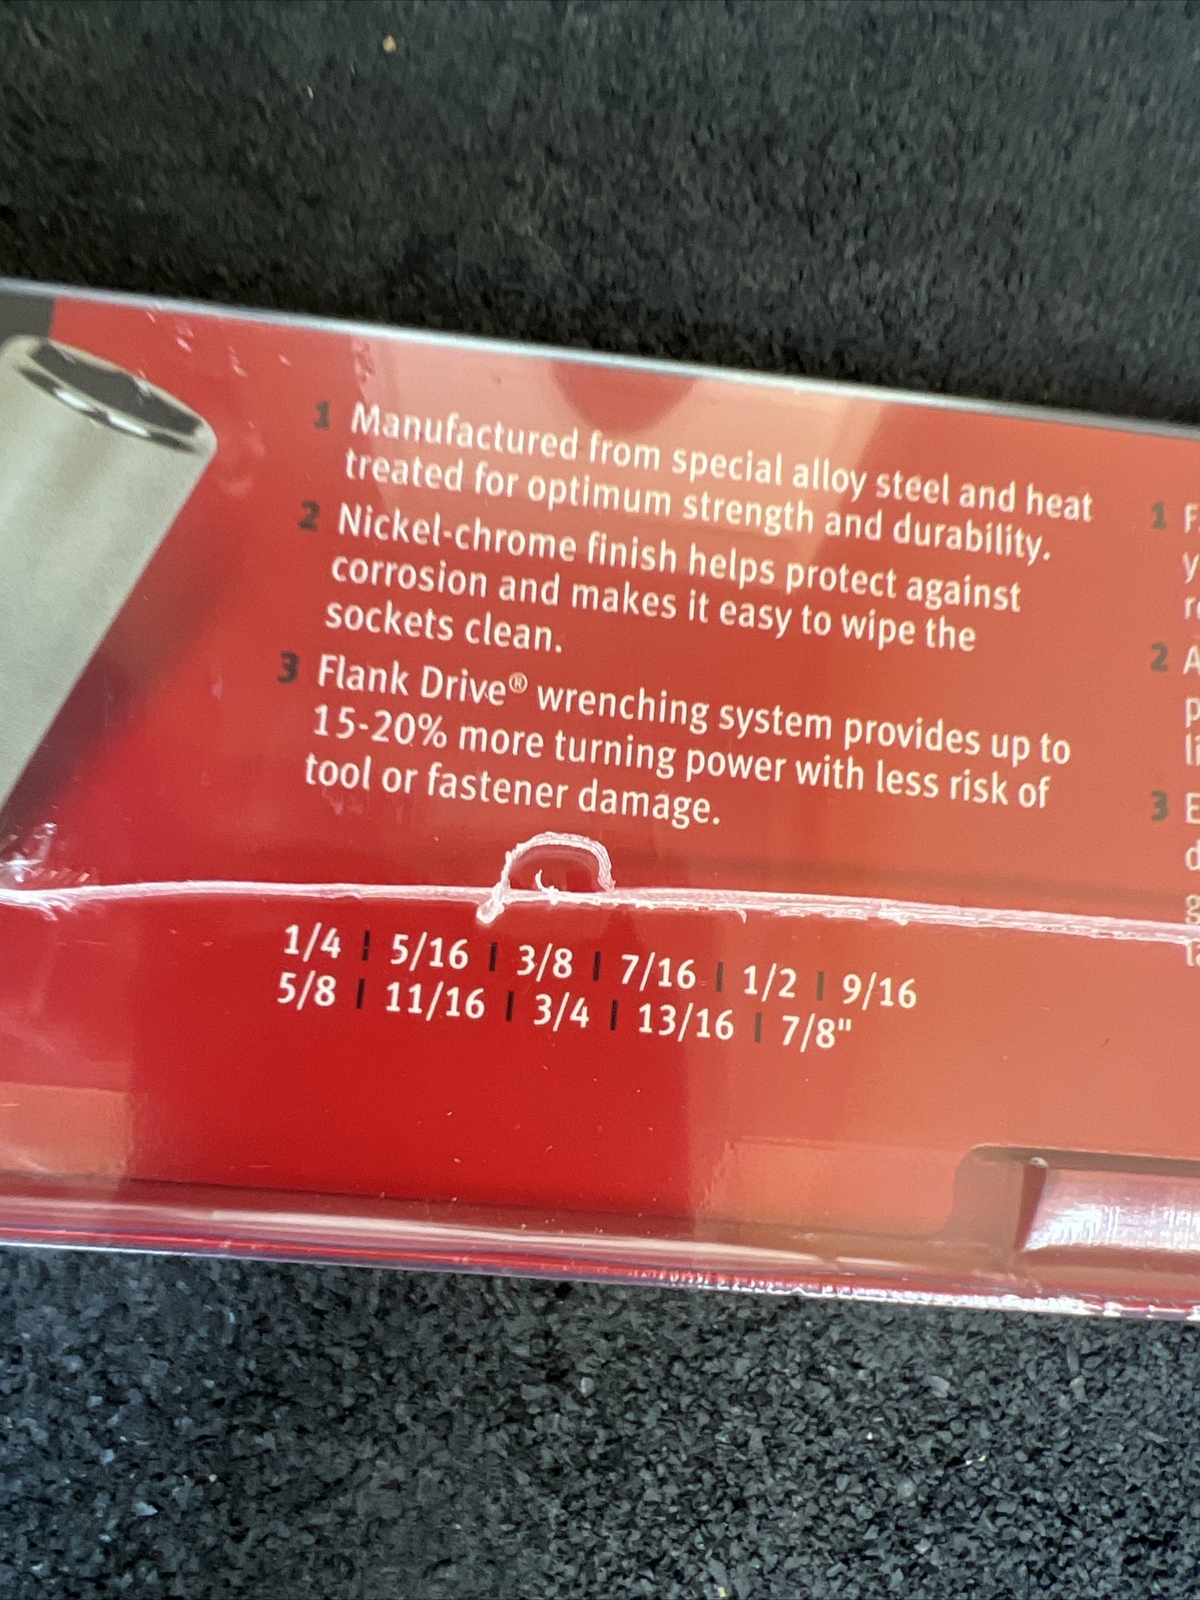 1 Manufactured from special alloy steel and heat
treated for optimum strength and durability.
2 Nickel-chrome finish helps protect against
corrosion and makes it easy to wipe the
sockets clean.
3 Flank Drive® wrenching system provides up to
15-20% more turning power with less risk of
tool or fastener damage.
1/4 | 5/16 | 3/8 | 7/16 | 1/2 | 9/16
5/8 | 11/16 | 3/4 | 13/16 | 7/8"
1
2
3